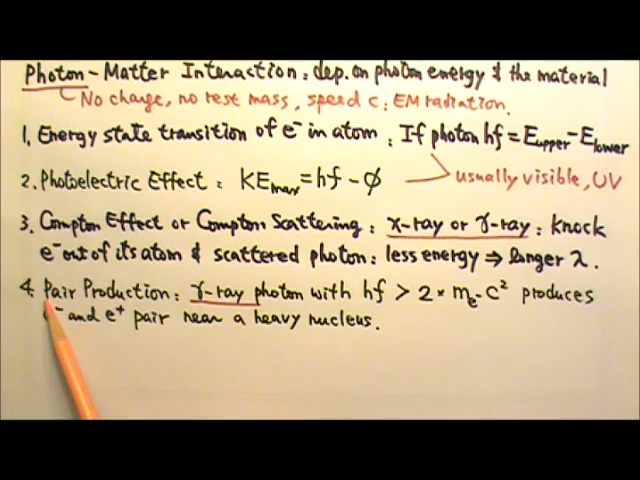 Photon-Matter Interaction: dep. on photon energy & the material
No charge, no rest mass, speed c: EM radiation.
1. Energy state transition of e⁻ in atom: If photon hf = E_upper - E_lower
2. Photoelectric Effect: KE_max = hf - ϕ usually visible, UV
3. Compton Effect or Compton Scattering: x-ray or γ-ray: knock
e⁻ out of its atom & scattered photon: less energy ⇒ longer λ.
4. Pair Production: γ-ray photon with hf > 2 × m_e·c² produces
e⁻ and e⁺ pair near a heavy nucleus.